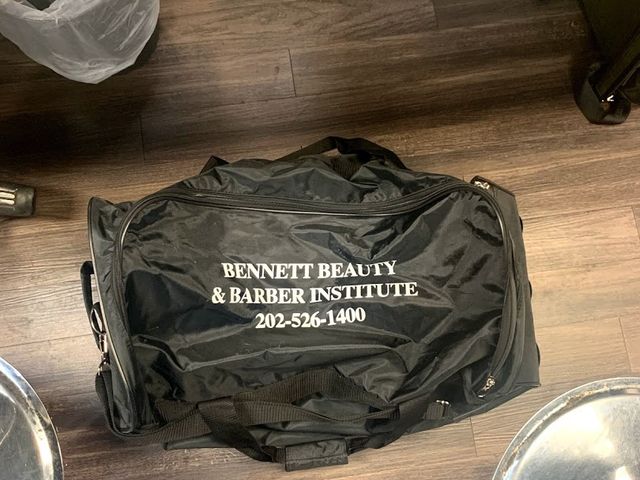 BENNETT BEAUTY
& BARBER INSTITUTE
202-526-1400